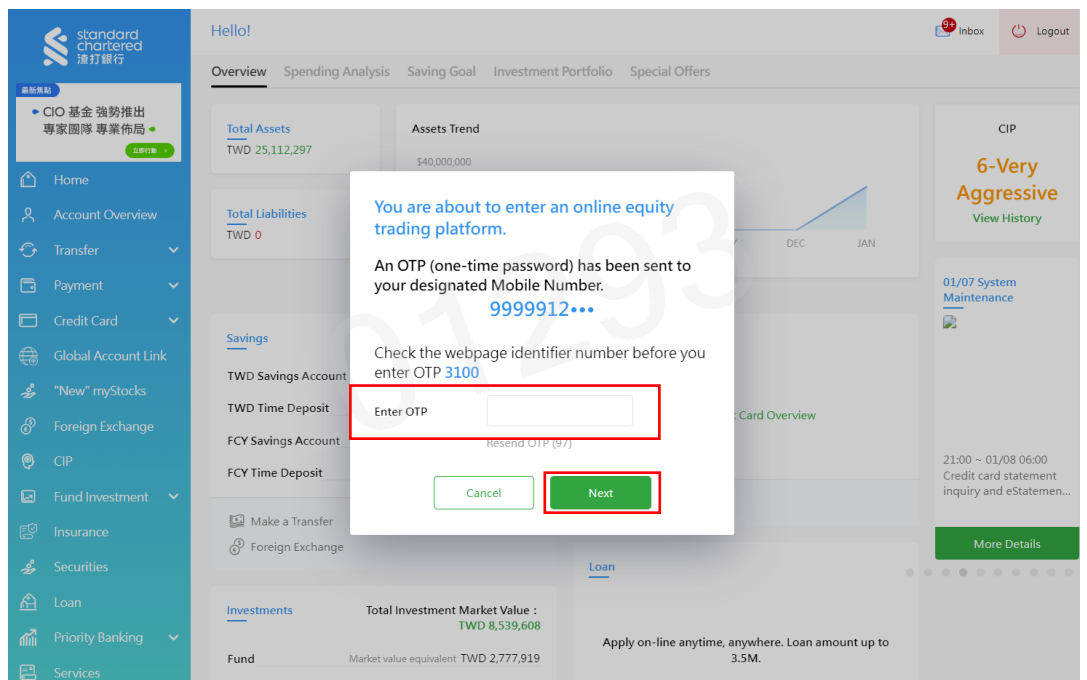 standard
chartered
渣打銀行
最新焦點
CIO 基金 強勢推出
專家團隊 專業佈局
立即行動 ›
Home
Account Overview
Transfer
Payment
Credit Card
Global Account Link
"New" myStocks
Foreign Exchange
CIP
Fund Investment
Insurance
Securities
Loan
Priority Banking
Services
Hello!
9+
Inbox
Logout
Overview
Spending Analysis
Saving Goal
Investment Portfolio
Special Offers
Total Assets
TWD 25,112,297
Total Liabilities
TWD 0
Assets Trend
$40,000,000
DEC
JAN
CIP
6-Very
Aggressive
View History
You are about to enter an online equity
trading platform.
An OTP (one-time password) has been sent to
your designated Mobile Number.
9999912•••
Check the webpage identifier number before you
enter OTP 3100
Enter OTP
Resend OTP (97)
Cancel
Next
01293
Savings
TWD Savings Account
TWD Time Deposit
FCY Savings Account
FCY Time Deposit
Make a Transfer
Foreign Exchange
Card Overview
01/07 System
Maintenance
21:00 ~ 01/08 06:00
Credit card statement
inquiry and eStatemen...
More Details
Investments
Total Investment Market Value :
TWD 8,539,608
Fund
Market value equivalent TWD 2,777,919
Loan
Apply on-line anytime, anywhere. Loan amount up to
3.5M.